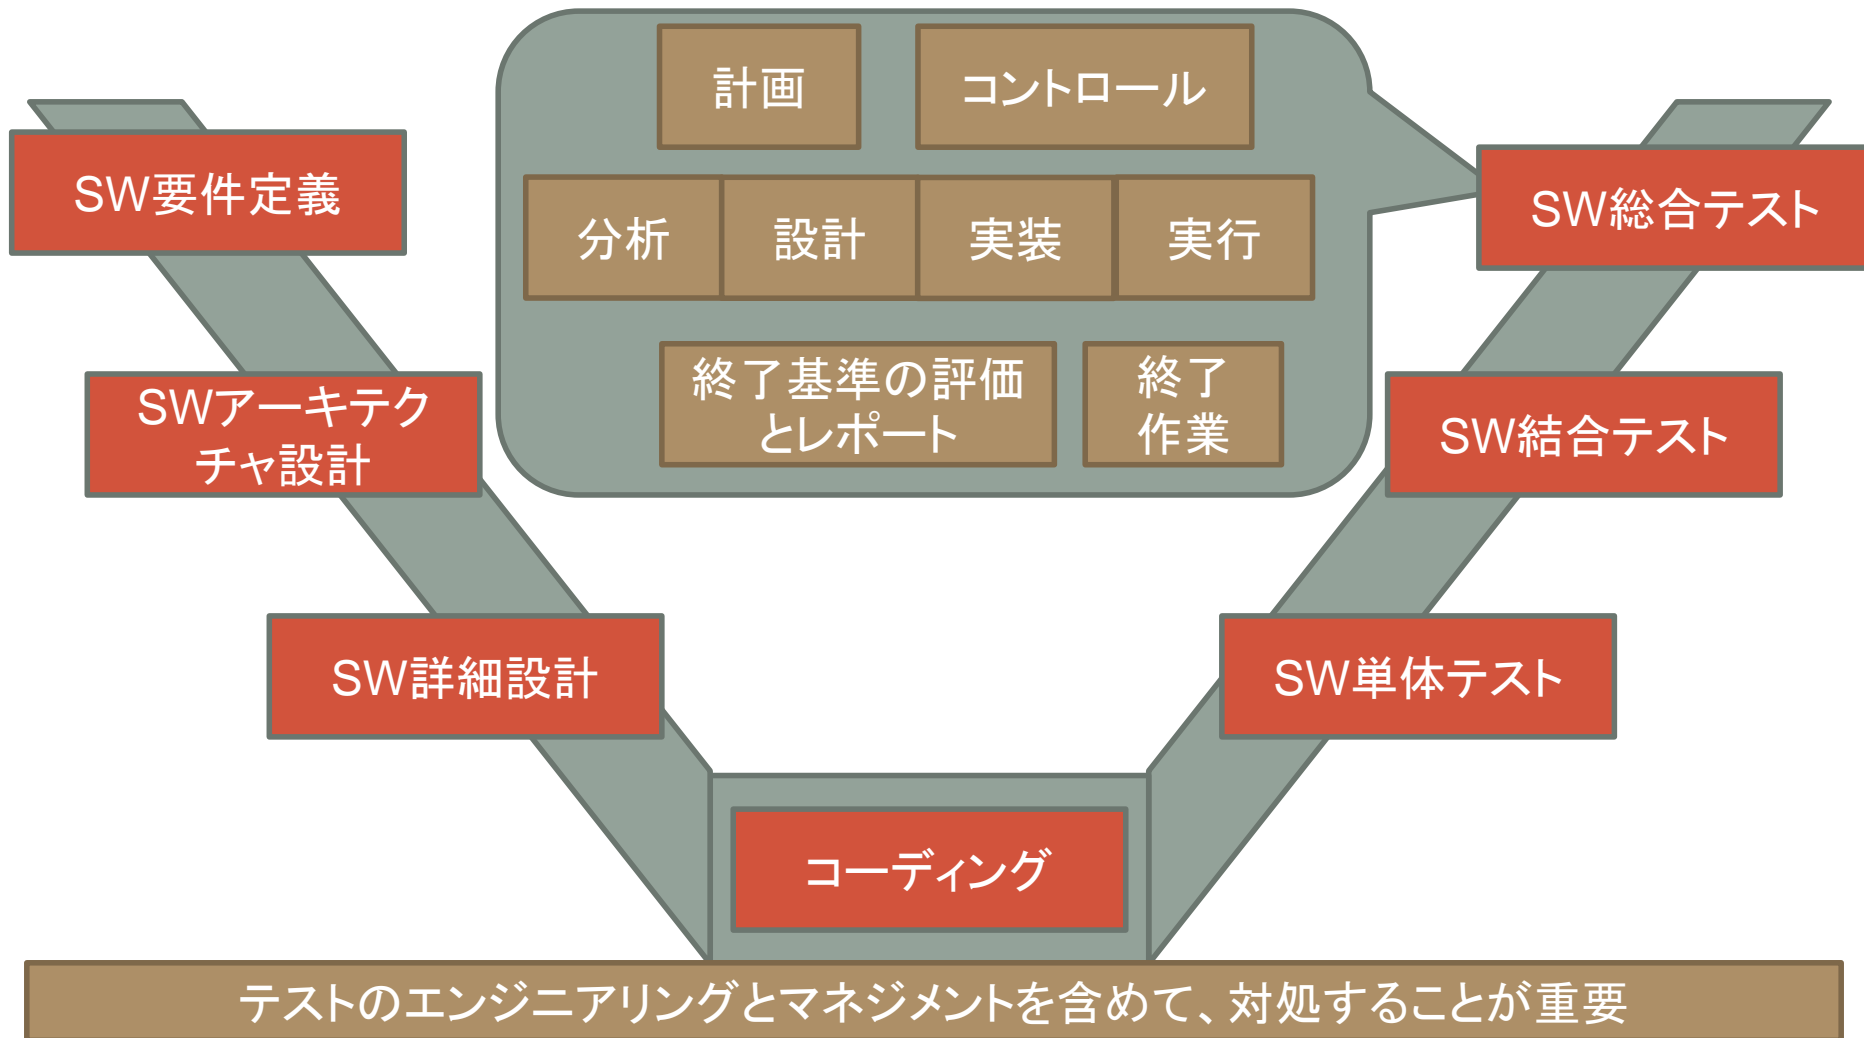 計画
コントロール
SW要件定義
SW総合テスト
分析
設計
実装
実行
終了基準の評価
とレポート
終了
作業
SWアーキテク
チャ設計
SW結合テスト
SW詳細設計
SW単体テスト
コーディング
テストのエンジニアリングとマネジメントを含めて、対処することが重要